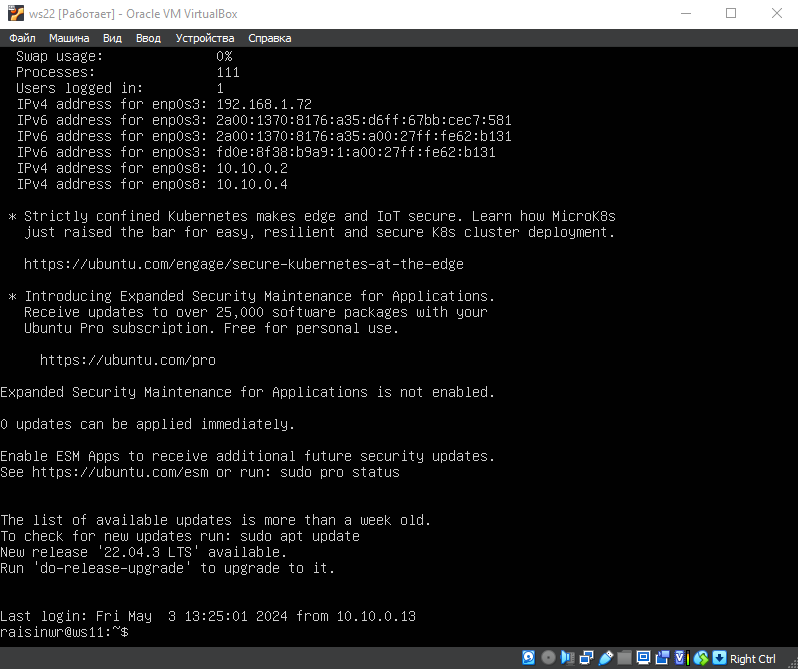 ws22 [Работает] - Oracle VM VirtualBox
Файл Машина Вид Ввод Устройства Справка
Swap usage: 0%
Processes: 111
Users logged in: 1
IPv4 address for enp0s3: 192.168.1.72
IPv6 address for enp0s3: 2a00:1370:8176:a35:d6ff:67bb:cec7:581
IPv6 address for enp0s3: 2a00:1370:8176:a35:a00:27ff:fe62:b131
IPv6 address for enp0s3: fd0e:8f38:b9a9:1:a00:27ff:fe62:b131
IPv4 address for enp0s8: 10.10.0.2
IPv4 address for enp0s8: 10.10.0.4
* Strictly confined Kubernetes makes edge and IoT secure. Learn how MicroK8s
just raised the bar for easy, resilient and secure K8s cluster deployment.
https://ubuntu.com/engage/secure-kubernetes-at-the-edge
* Introducing Expanded Security Maintenance for Applications.
Receive updates to over 25,000 software packages with your
Ubuntu Pro subscription. Free for personal use.
https://ubuntu.com/pro
Expanded Security Maintenance for Applications is not enabled.
0 updates can be applied immediately.
Enable ESM Apps to receive additional future security updates.
See https://ubuntu.com/esm or run: sudo pro status
The list of available updates is more than a week old.
To check for new updates run: sudo apt update
New release '22.04.3 LTS' available.
Run 'do-release-upgrade' to upgrade to it.
Last login: Fri May  3 13:25:01 2024 from 10.10.0.13
raisinwr@ws11:~$
Right Ctrl